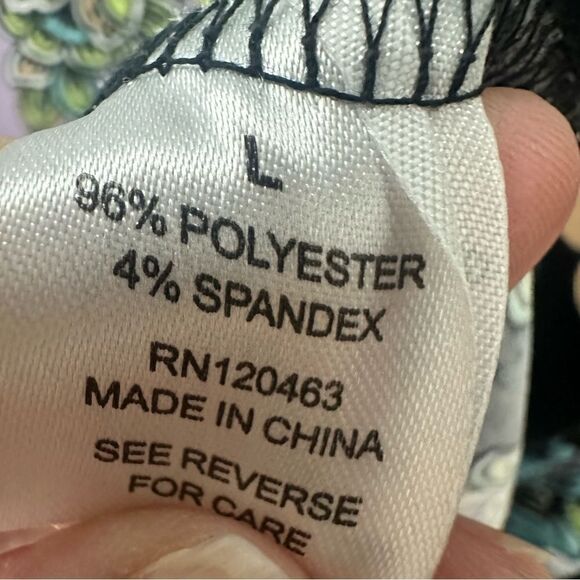 L
96% POLYESTER
4% SPANDEX
RN120463
MADE IN CHINA
SEE REVERSE
FOR CARE